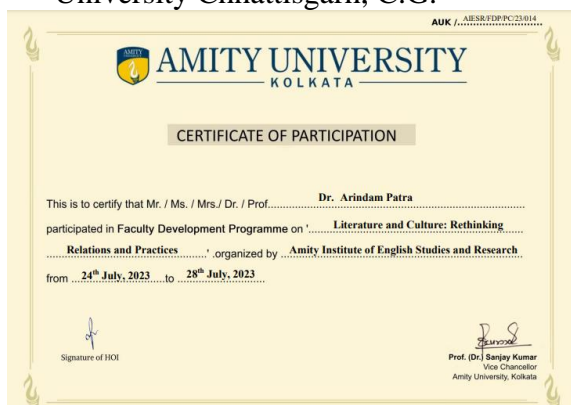 University Chhattisgarh, C.G.
AUK /..AIESR/FDP/PC/23/014
AMITY
AMITY UNIVERSITY
KOLKATA
CERTIFICATE OF PARTICIPATION
This is to certify that Mr. / Ms. / Mrs./ Dr. / Prof. Dr. Arindam Patra
participated in Faculty Development Programme on '. Literature and Culture: Rethinking
Relations and Practices ' .organized by Amity Institute of English Studies and Research
from 24th July, 2023 to 28th July, 2023
Signature of HOI
Prof. (Dr.) Sanjay Kumar
Vice Chancellor
Amity University, Kolkata